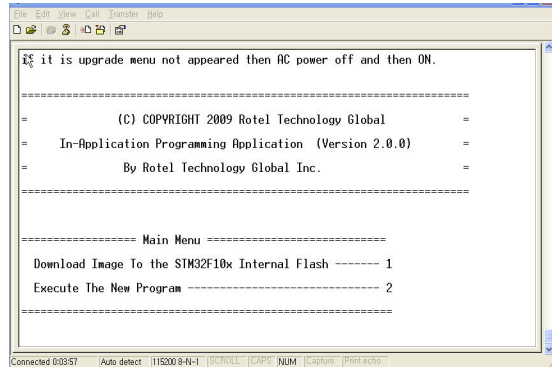 File Edit View Call Transfer Help
if it is upgrade menu not appeared then AC power off and then ON.
======================================================================
= (C) COPYRIGHT 2009 Rotel Technology Global =
= In-Application Programming Application (Version 2.0.0) =
= By Rotel Technology Global Inc. =
======================================================================
================== Main Menu ============================
Download Image To the STM32F10x Internal Flash ------- 1
Execute The New Program ------------------------------ 2
==========================================================
Connected 0:03:57 Auto detect 115200 8-N-1 SCROLL CAPS NUM Capture Print echo